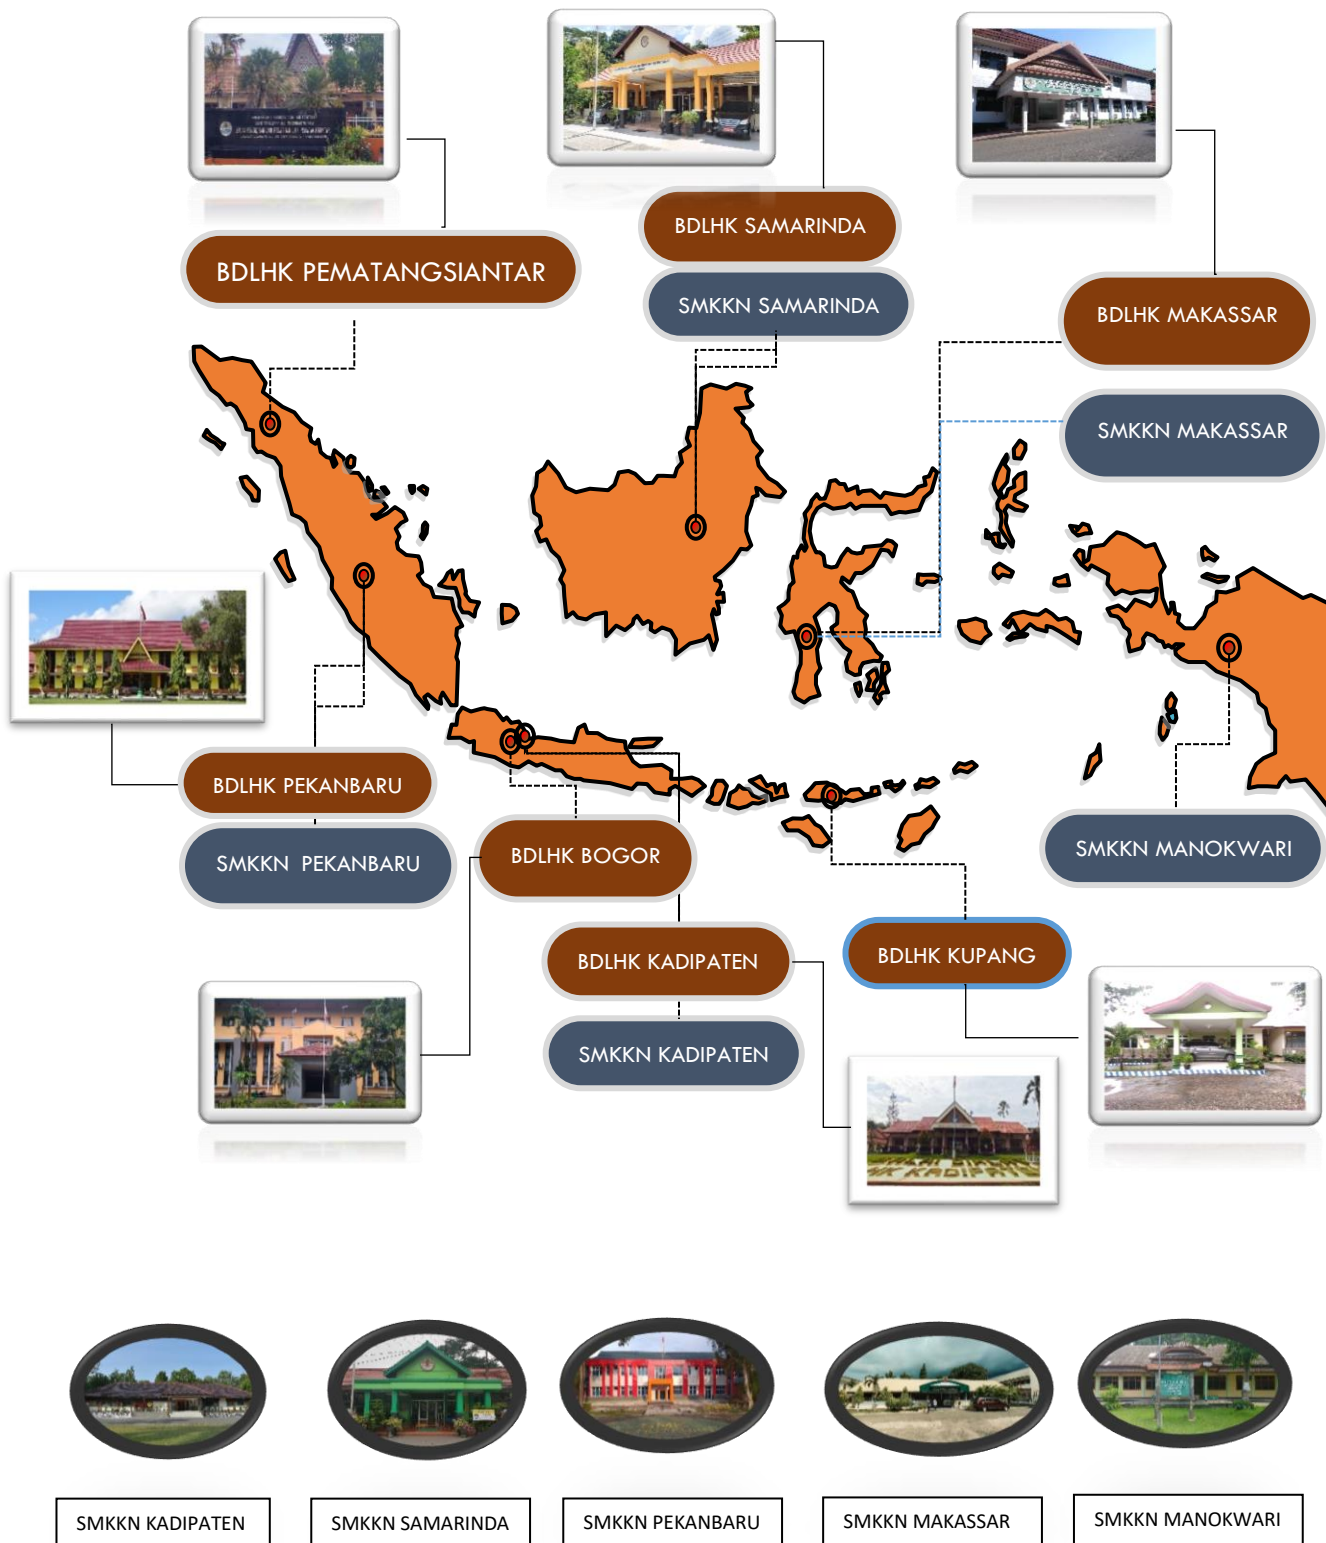 BDLHK SAMARINDA
BDLHK PEMATANGSIANTAR
SMKKN SAMARINDA
BDLHK MAKASSAR
SMKKN MAKASSAR
BDLHK PEKANBARU
SMKKN  PEKANBARU
BDLHK BOGOR
SMKKN MANOKWARI
BDLHK KADIPATEN
BDLHK KUPANG
SMKKN KADIPATEN
SMKKN KADIPATEN
SMKKN SAMARINDA
SMKKN PEKANBARU
SMKKN MAKASSAR
SMKKN MANOKWARI